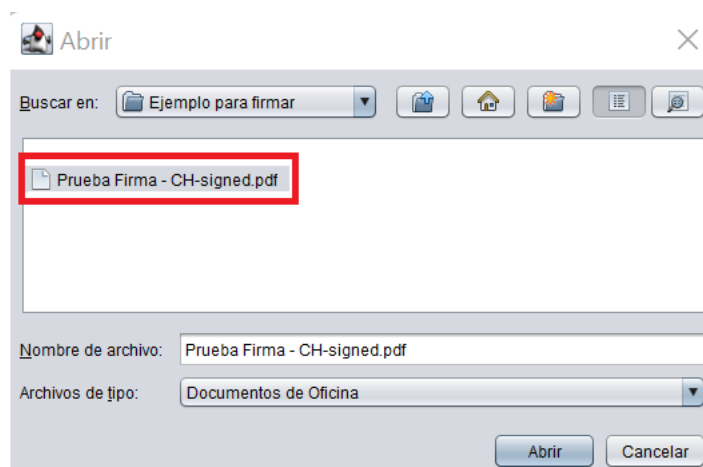 Abrir
Buscar en: Ejemplo para firmar
Prueba Firma - CH-signed.pdf
Nombre de archivo: Prueba Firma - CH-signed.pdf
Archivos de tipo: Documentos de Oficina
Abrir Cancelar